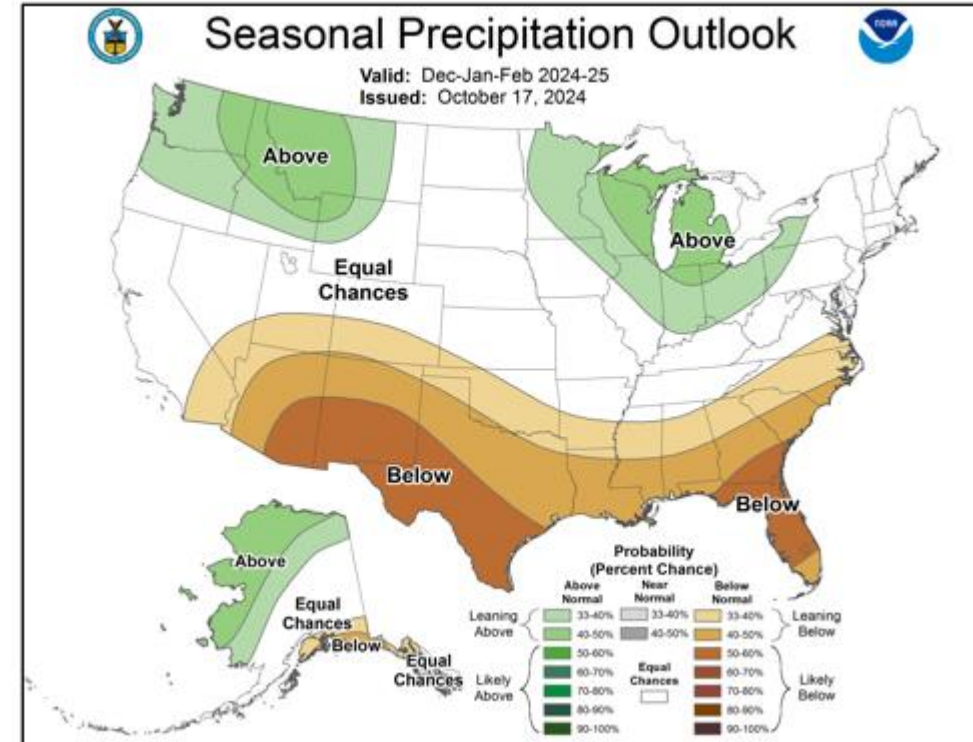 Seasonal Precipitation Outlook
NOAA
Valid: Dec-Jan-Feb 2024-25
Issued: October 17, 2024
Above
Above
Equal
Chances
Below
Below
Above
Equal
Chances
Below
Equal
Chances
Probability
(Percent Chance)
Above
Normal
Near
Normal
Below
Normal
Leaning
Above
33-40%
33-40%
33-40%
Leaning
Below
40-50%
40-50%
40-50%
Likely
Above
50-60%
50-60%
Likely
Below
60-70%
Equal
Chances
60-70%
70-80%
70-80%
80-90%
80-90%
90-100%
90-100%